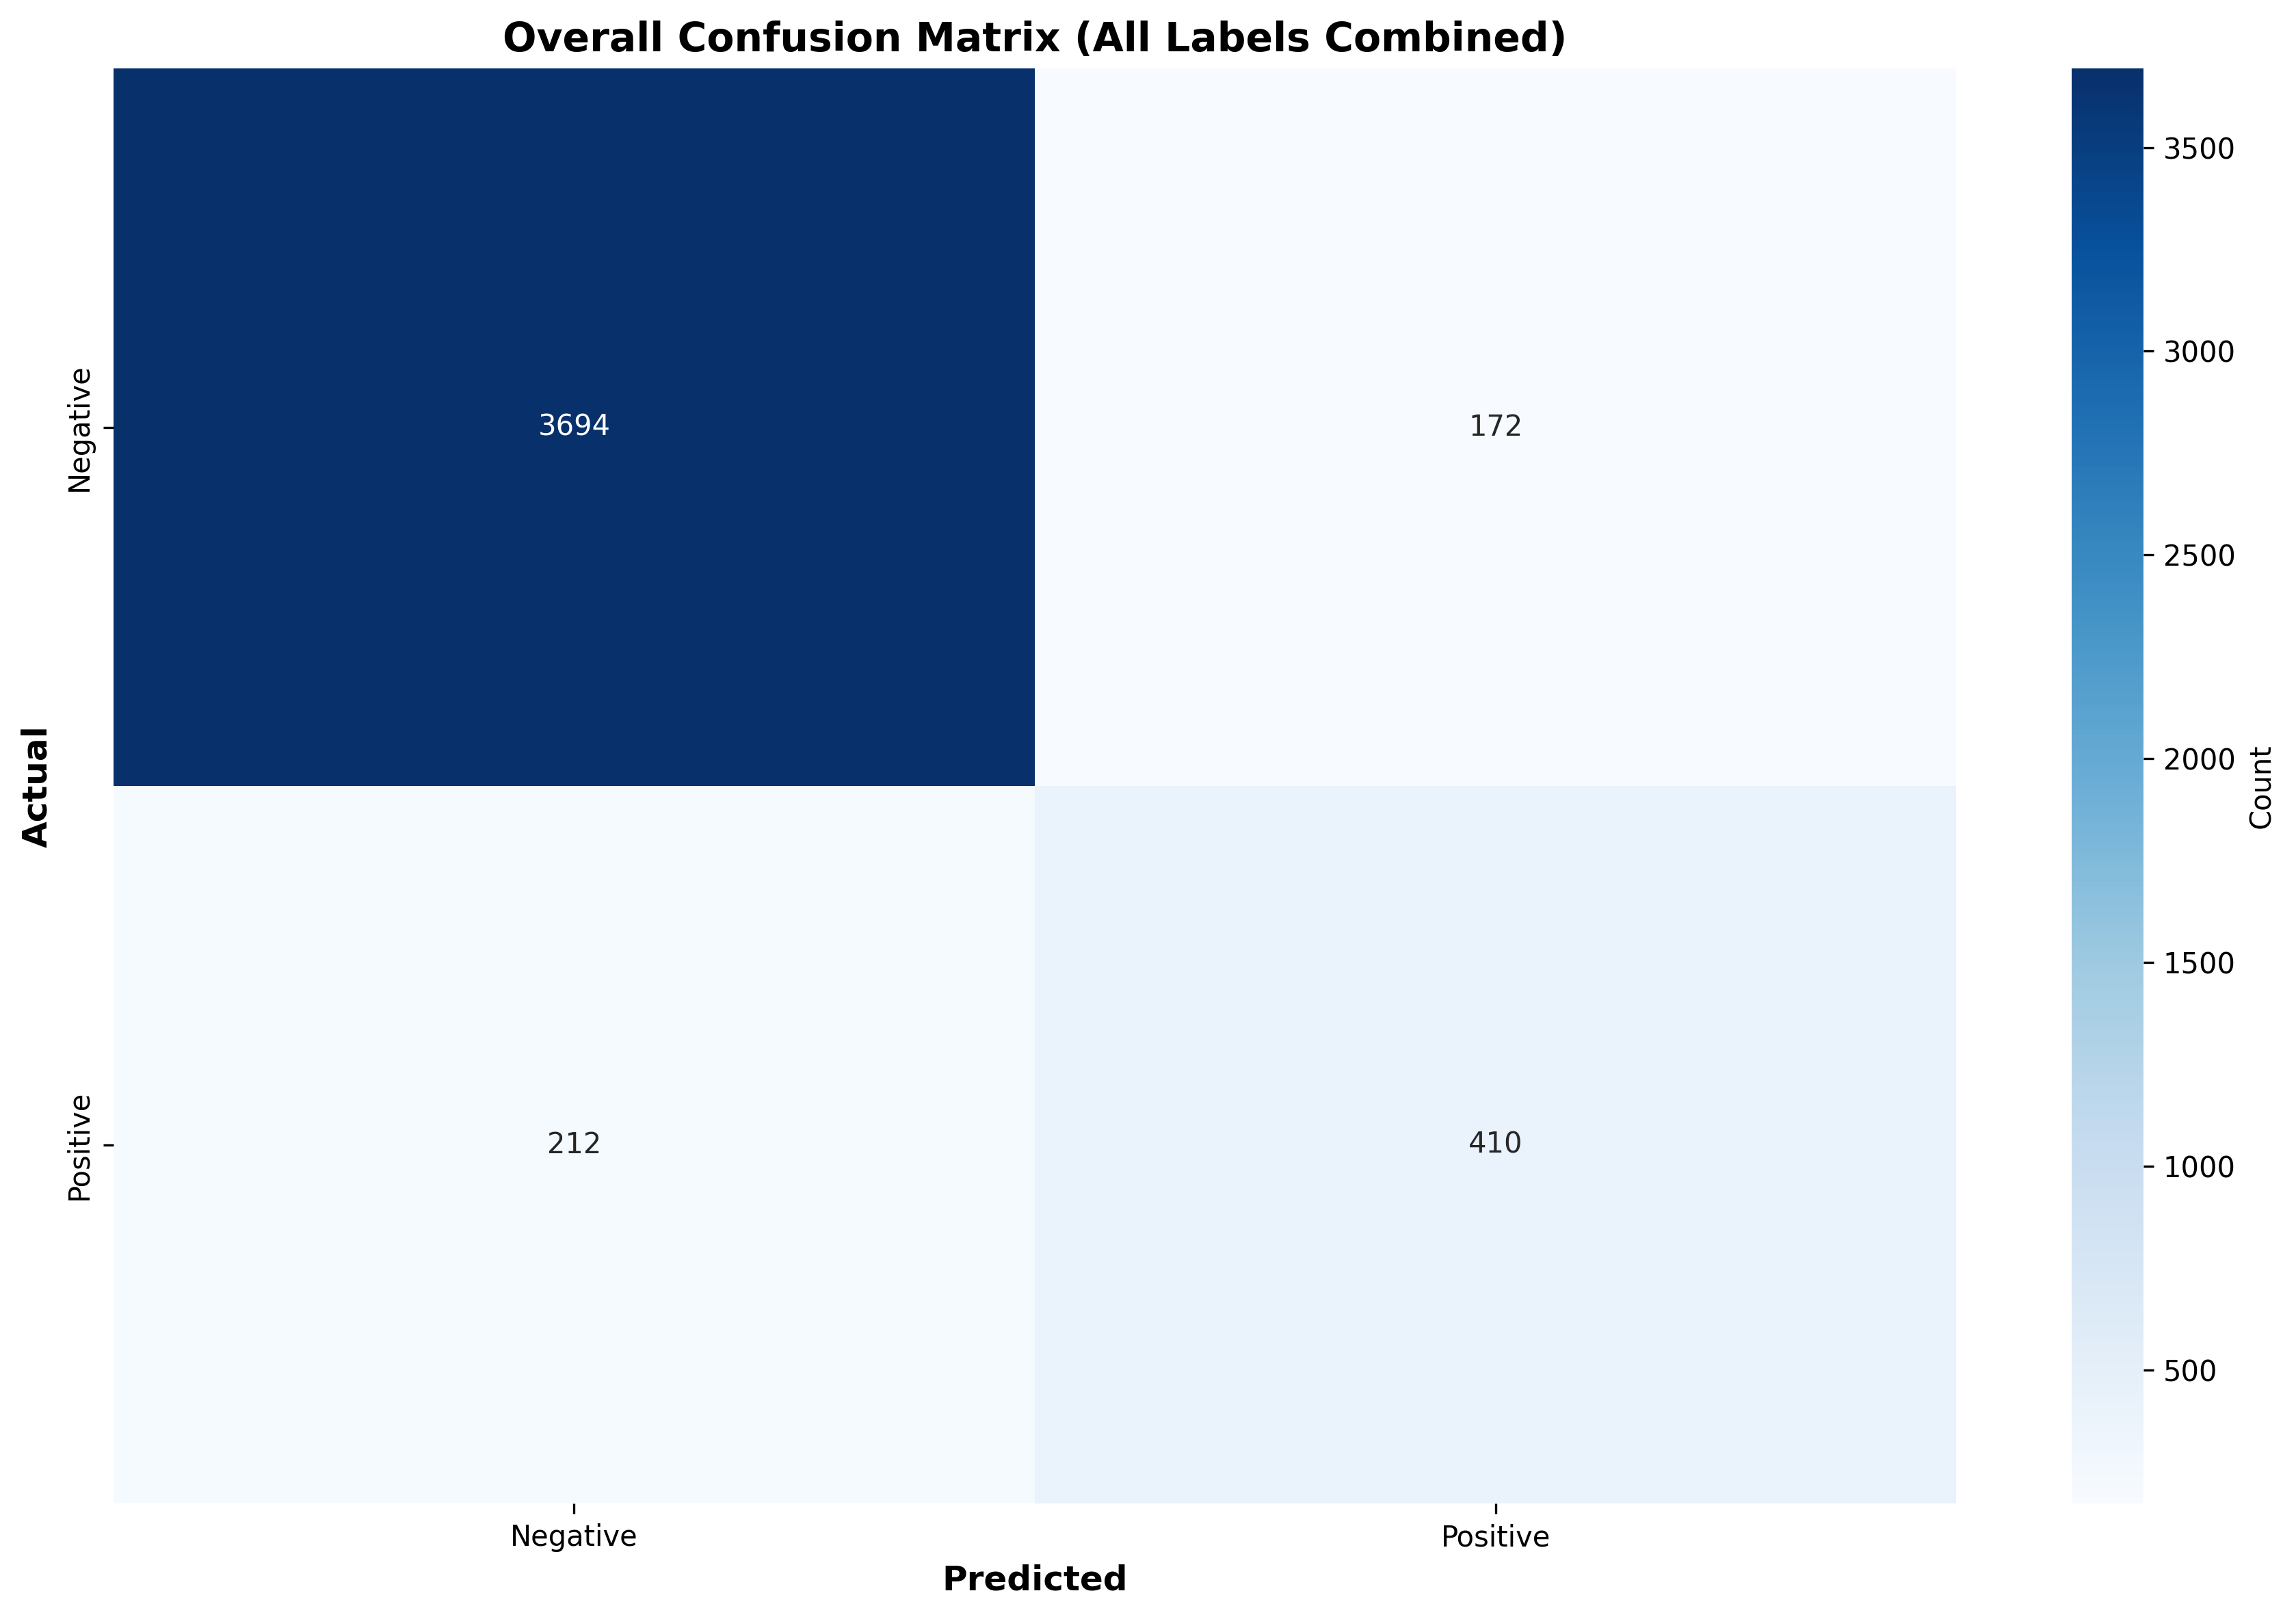 Overall Confusion Matrix (All Labels Combined)
Actual
Negative
Positive
3694
172
212
410
Negative
Positive
Predicted
3500
3000
2500
2000
1500
1000
500
Count